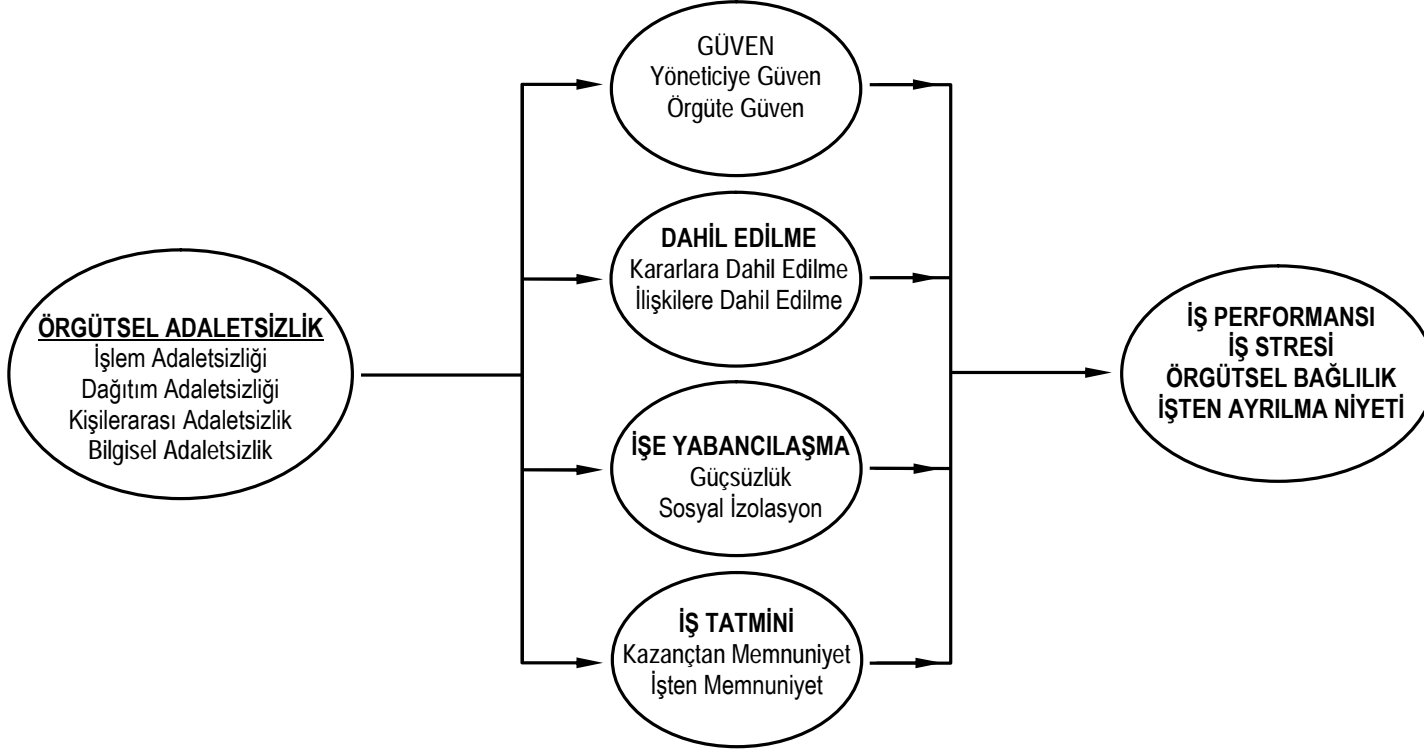 GÜVEN
Yöneticiye Güven
Örgüte Güven
DAHİL EDİLME
Kararlara Dahil Edilme
İlişkilere Dahil Edilme
ÖRGÜTSEL ADALETSİZLİK
İşlem Adaletsizliği
Dağıtım Adaletsizliği
Kişilerarası Adaletsizlik
Bilgisel Adaletsizlik
İŞE YABANCILAŞMA
Güçsüzlük
Sosyal İzolasyon
İŞ TATMİNİ
Kazançtan Memnuniyet
İşten Memnuniyet
İŞ PERFORMANSI
İŞ STRESİ
ÖRGÜTSEL BAĞLILIK
İŞTEN AYRILMA NİYETİ